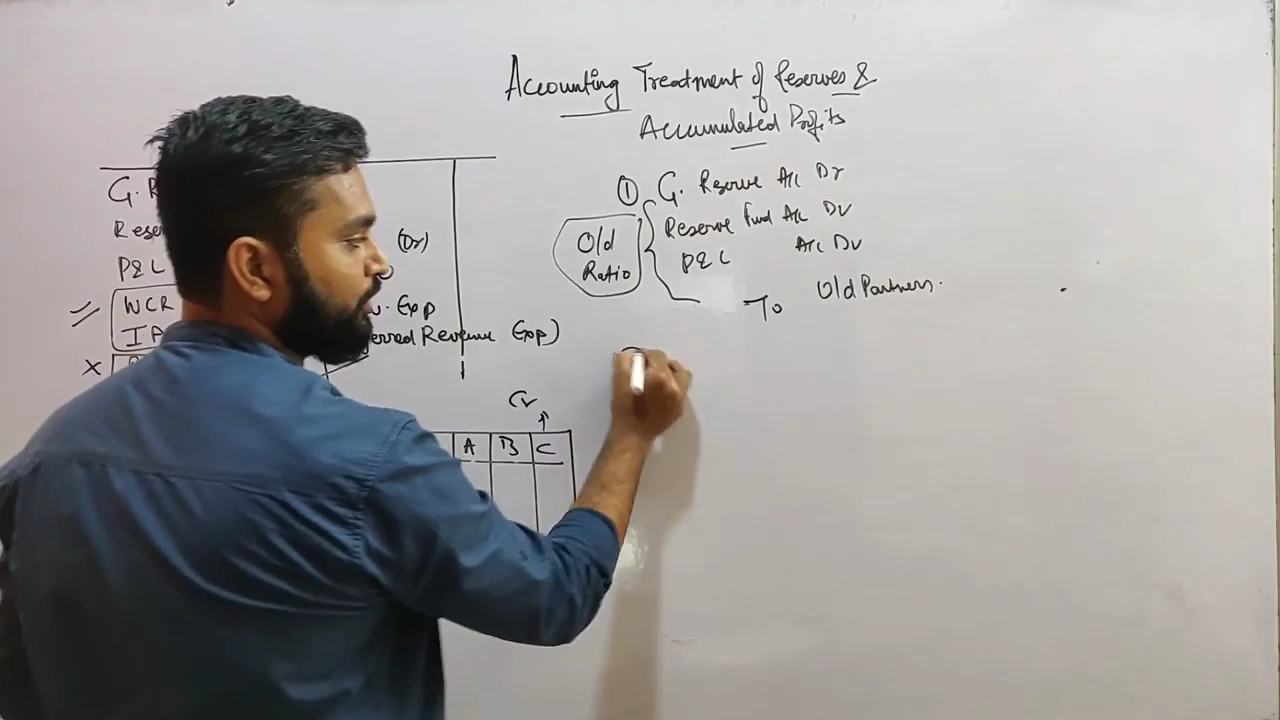 Accounting Treatment of Reserves &
Accumulated Profits
① G. Reserve A/c Dr
Reserve Fund A/c Dr
P&L A/c Dr
To Old Partners.
Old
Ratio
G. R
Reser
P&L
WCR
IF
(Dr)
Exp
erred Revenue Exp)
Cr
A B C